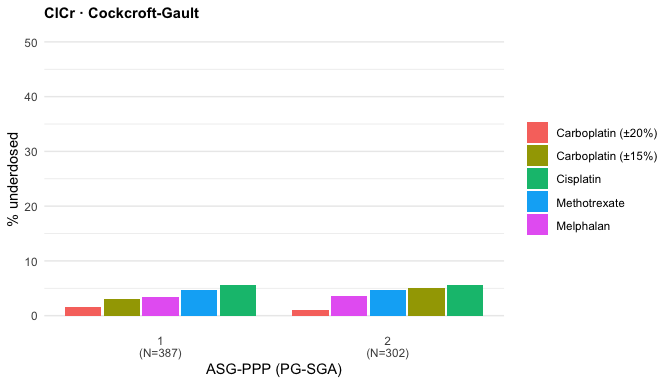 ClCr · Cockcroft-Gault
50
40
30
20
10
0
% underdosed
1
(N=387)
2
(N=302)
ASG-PPP (PG-SGA)
Carboplatin (±20%)
Carboplatin (±15%)
Cisplatin
Methotrexate
Melphalan